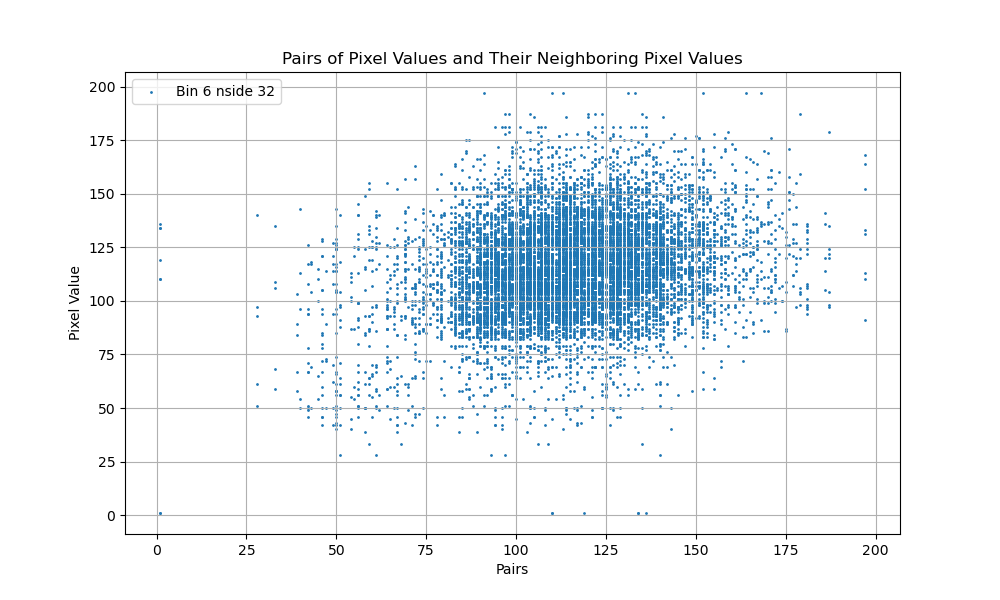 Pairs of Pixel Values and Their Neighboring Pixel Values
Bin 6 nside 32
Pixel Value
200
175
150
125
100
75
50
25
0
0 25 50 75 100 125 150 175 200
Pairs